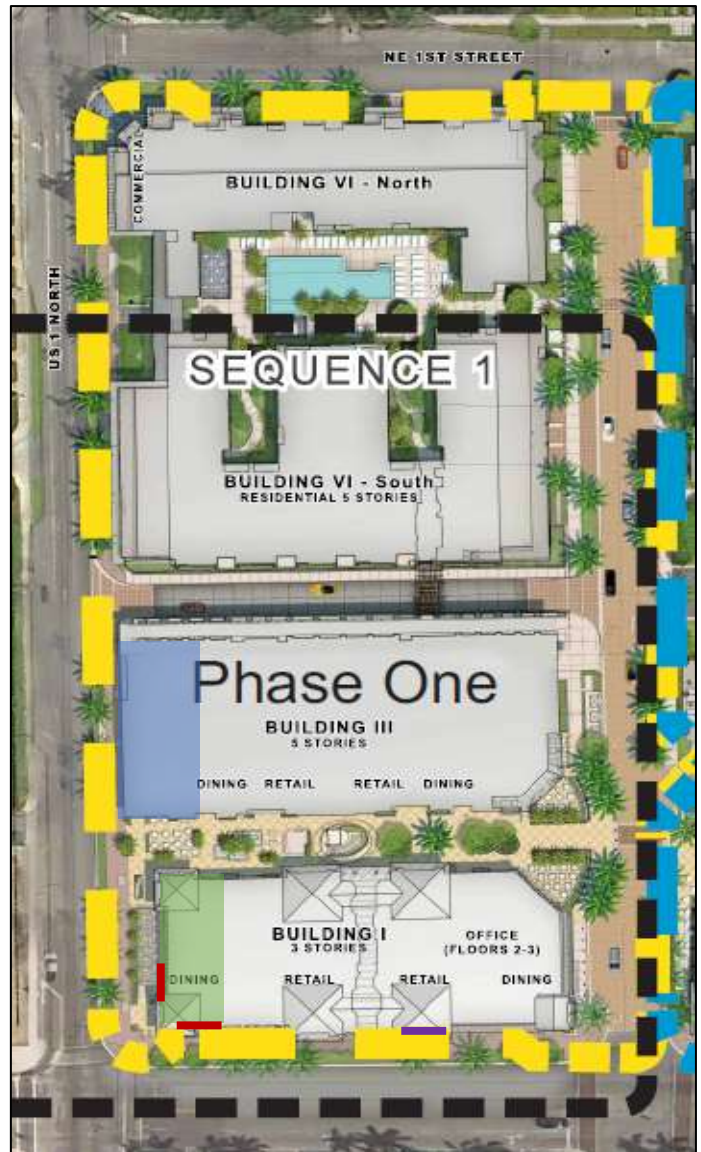 NE 1ST STREET
COMMERCIAL
BUILDING VI - North
US 1 NORTH
SEQUENCE 1
BUILDING VI - South
RESIDENTIAL 5 STORIES
Phase One
BUILDING III
5 STORIES
DINING RETAIL RETAIL DINING
BUILDING I
3 STORIES
OFFICE
(FLOORS 2-3)
DINING RETAIL RETAIL DINING